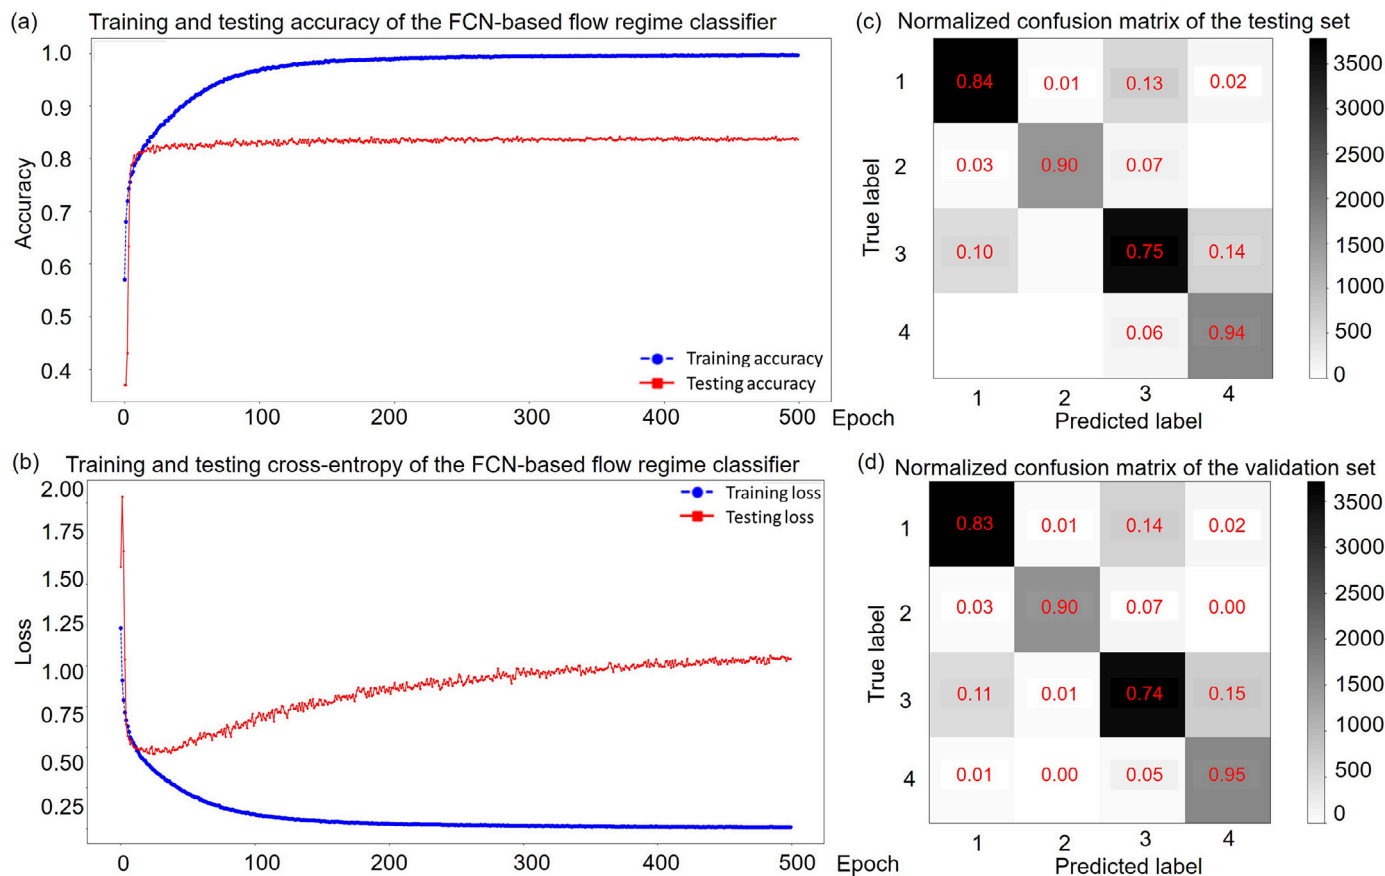 (a) Training and testing accuracy of the FCN-based flow regime classifier
1.0
0.9
0.8
0.7
0.6
0.5
0.4
Accuracy
Training accuracy
Testing accuracy
0 100 200 300 400 500 Epoch
(b) Training and testing cross-entropy of the FCN-based flow regime classifier
2.00
1.75
1.50
1.25
1.00
0.75
0.50
0.25
Loss
Training loss
Testing loss
0 100 200 300 400 500 Epoch
(c) Normalized confusion matrix of the testing set
True label
1 0.84 0.01 0.13 0.02
2 0.03 0.90 0.07
3 0.10 0.75 0.14
4 0.06 0.94
1 2 3 4
Predicted label
3500
3000
2500
2000
1500
1000
500
0
(d) Normalized confusion matrix of the validation set
True label
1 0.83 0.01 0.14 0.02
2 0.03 0.90 0.07 0.00
3 0.11 0.01 0.74 0.15
4 0.01 0.00 0.05 0.95
1 2 3 4
Predicted label
3500
3000
2500
2000
1500
1000
500
0